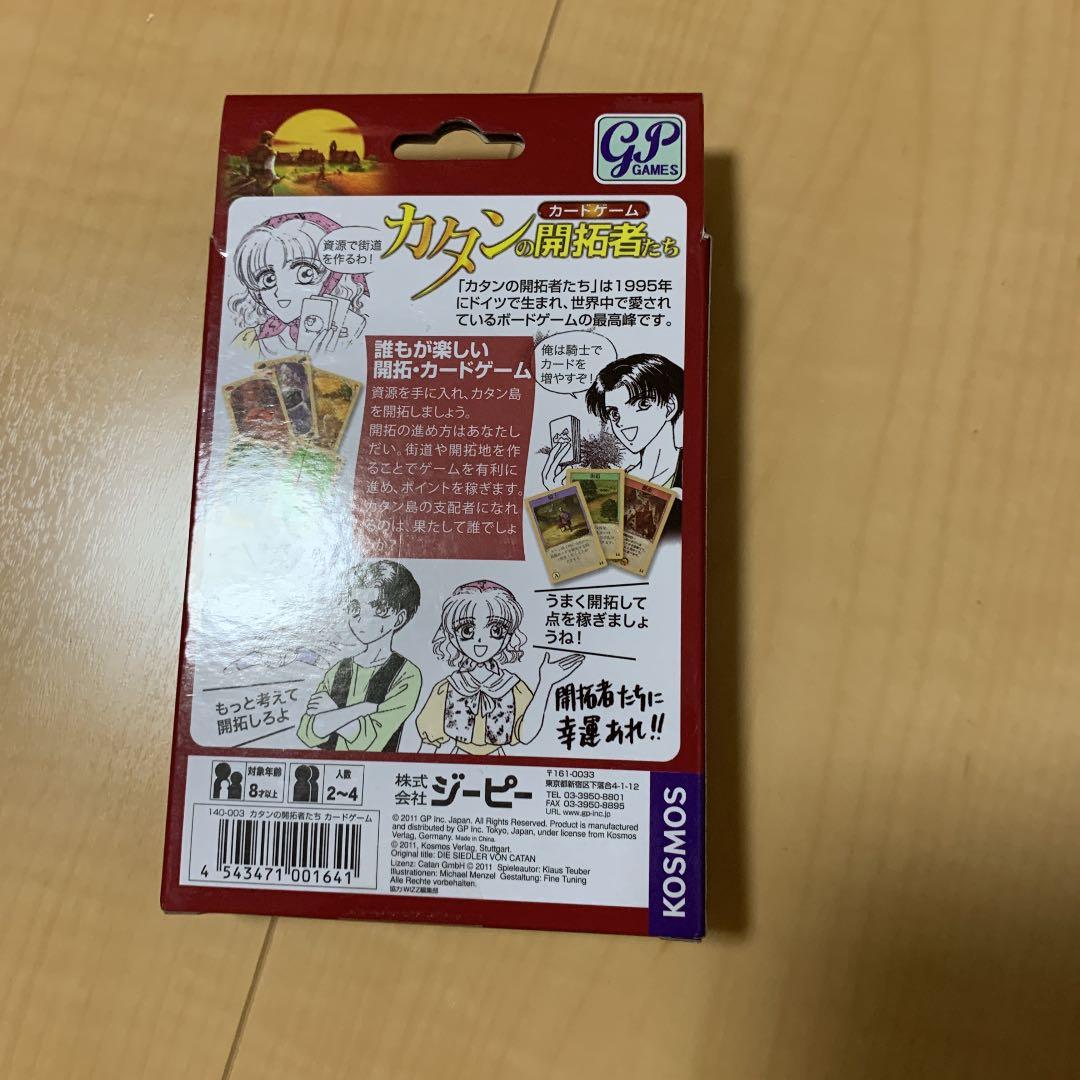 GP
GAMES
カードゲーム
カタンの開拓者たち
資源で街道
を作るわ!
「カタンの開拓者たち」は1995年
にドイツで生まれ、世界中で愛され
ているボードゲームの最高峰です。
誰もが楽しい
開拓・カードゲーム
資源を手に入れ、カタン島
を開拓しましょう。
開拓の進め方はあなたし
だい。街道や開拓地を作
ることでゲームを有利に
進め、ポイントを稼ぎます。
カタン島の支配者になれ
るのは、果たして誰でしょ
俺は騎士で
カードを
増やすぞ!
うまく開拓して
点を稼ぎましょ
うね!
もっと考えて
開拓しろよ
開拓者たちに
幸運あれ!!
対象年齢
8才以上
人数
2~4
株式会社 ジーピー
〒161-0033
東京都新宿区下落合4-1-12
TEL 03-3950-8801
FAX 03-3950-8895
URL www.gp-inc.jp
140-003 カタンの開拓者たち カードゲーム
4 543471 001641
© 2011 GP Inc. Japan. All Rights Reserved. Product is manufactured
and distributed by GP Inc. Tokyo, Japan, under license from Kosmos
Verlag, Germany. Made in China.
© 2011, Kosmos Verlag, Stuttgart.
Original title: DIE SIEDLER VON CATAN
Lizenz: Catan GmbH © 2011 Spieleautor: Klaus Teuber
Illustrationen: Michael Menzel Gestaltung: Fine Tuning
Alle Rechte vorbehalten.
協力:WIZZ編集部
KOSMOS